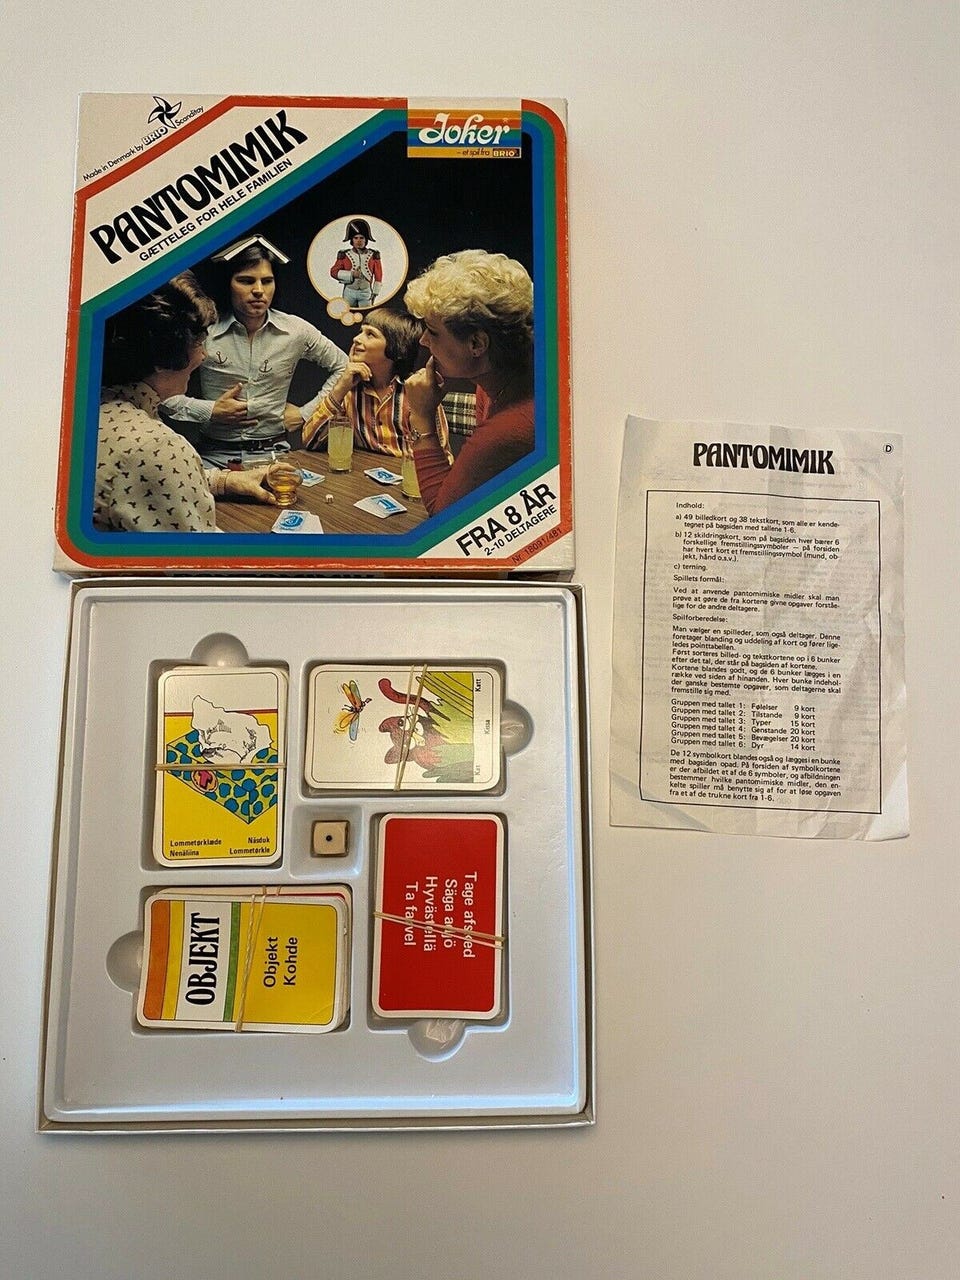 Made in Denmark by BRIO Scanditoy
PANTOMIMIK
GÆTTELEG FOR HELE FAMILIEN
Joker
– et spil fra BRIO
FRA 8 ÅR
2-10 DELTAGERE
Lommetørklæde
Näsduk
Nenäliina
Lommetørkle
Kat
Kissa
Katt
OBJEKT
Objekt
Kohde
Tage afsked
Säga adjö
Hyvästellä
Ta farvel
PANTOMIMIK
D
Indhold:
a) 49 billedkort og 38 tekstkort, som alle er kende-
tegnet på bagsiden med tallene 1-6.
b) 12 skildringskort, som på bagsiden hver bærer 6
forskellige fremstillingssymboler – på forsiden
har hvert kort et fremstillingssymbol (mund, ob-
jekt, hånd o.s.v.).
c) terning.
Spillets formål:
Ved at anvende pantomimiske midler skal man
prøve at gøre de fra kortene givne opgaver forståe-
lige for de andre deltagere.
Spilforberedelse:
Man vælger en spilleder, som også deltager. Denne
foretager blanding og uddeling af kort og fører lige-
ledes pointtabellen.
Først sorteres billed- og tekstkortene op i 6 bunker
efter det tal, der står på bagsiden af kortene.
Kortene blandes godt, og de 6 bunker lægges i en
række ved siden af hinanden. Hver bunke indehol-
der ganske bestemte opgaver, som deltagerne skal
fremstille sig med.
Gruppen med tallet 1: Følelser 9 kort
Gruppen med tallet 2: Tilstande 9 kort
Gruppen med tallet 3: Typer 15 kort
Gruppen med tallet 4: Genstande 20 kort
Gruppen med tallet 5: Bevægelser 20 kort
Gruppen med tallet 6: Dyr 14 kort
De 12 symbolkort blandes også og lægges i en bunke
med bagsiden opad. På forsiden af symbolkortene
er der afbildet et af de 6 symboler, og afbildningen
bestemmer hvilke pantomimiske midler, den en-
kelte spiller må benytte sig af for at løse opgaven
fra et af de trukne kort fra 1-6.